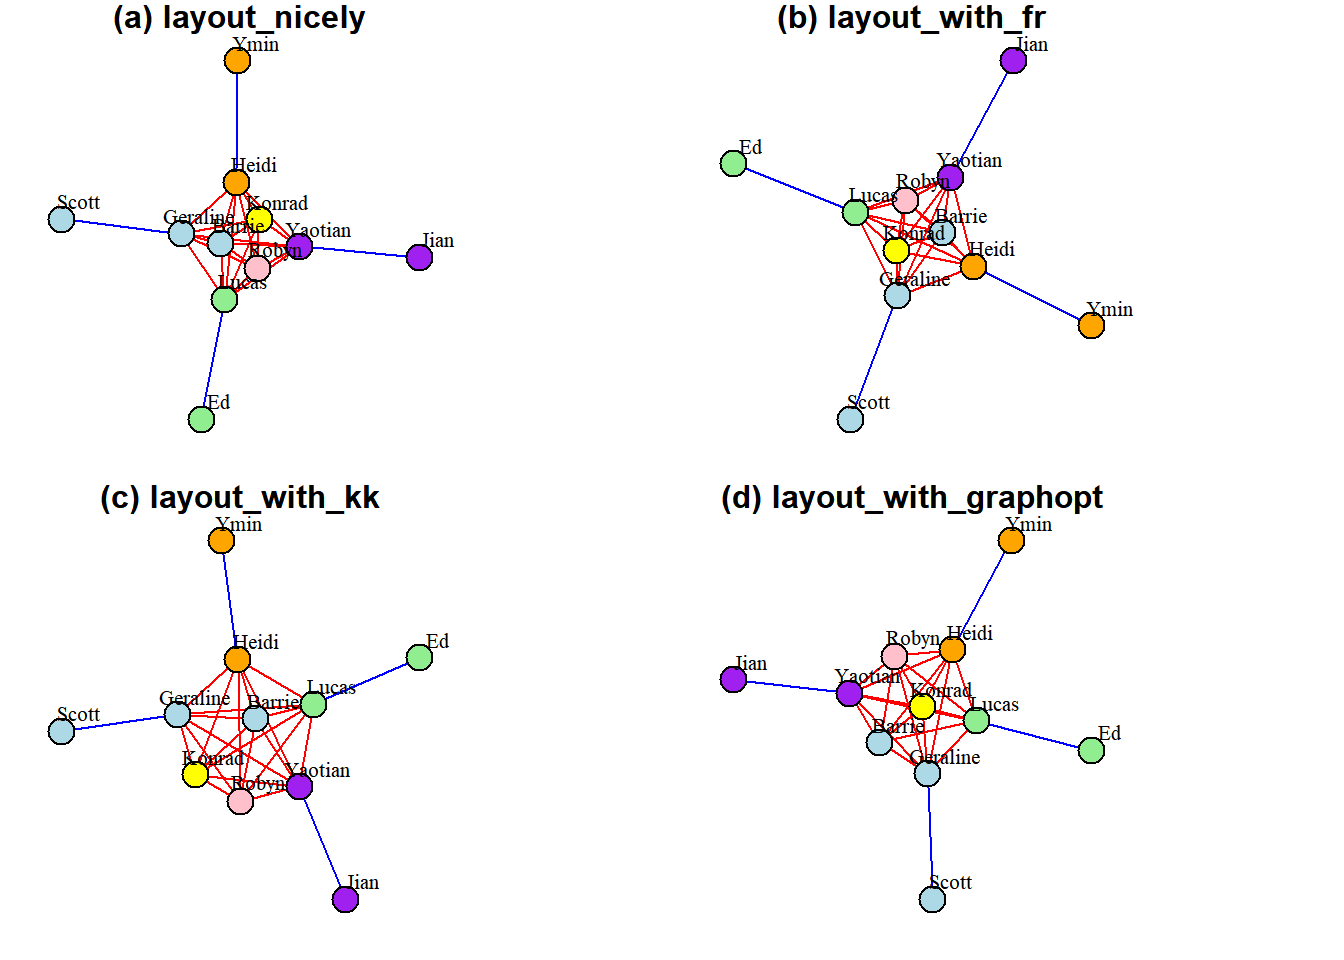 (a) layout_nicely
Ymin
Heidi
Scott
Konrad
Geraline
Barrie
Yaotian
Jian
Robyn
Lucas
Ed
(b) layout_with_fr
Jian
Ed
Yaotian
Robyn
Lucas
Barrie
Konrad
Heidi
Geraline
Ymin
Scott
(c) layout_with_kk
Ymin
Heidi
Ed
Lucas
Geraline
Barrie
Scott
Konrad
Yaotian
Robyn
Jian
(d) layout_with_graphopt
Ymin
Heidi
Robyn
Jian
Yaotian
Konrad
Lucas
Barrie
Ed
Geraline
Scott